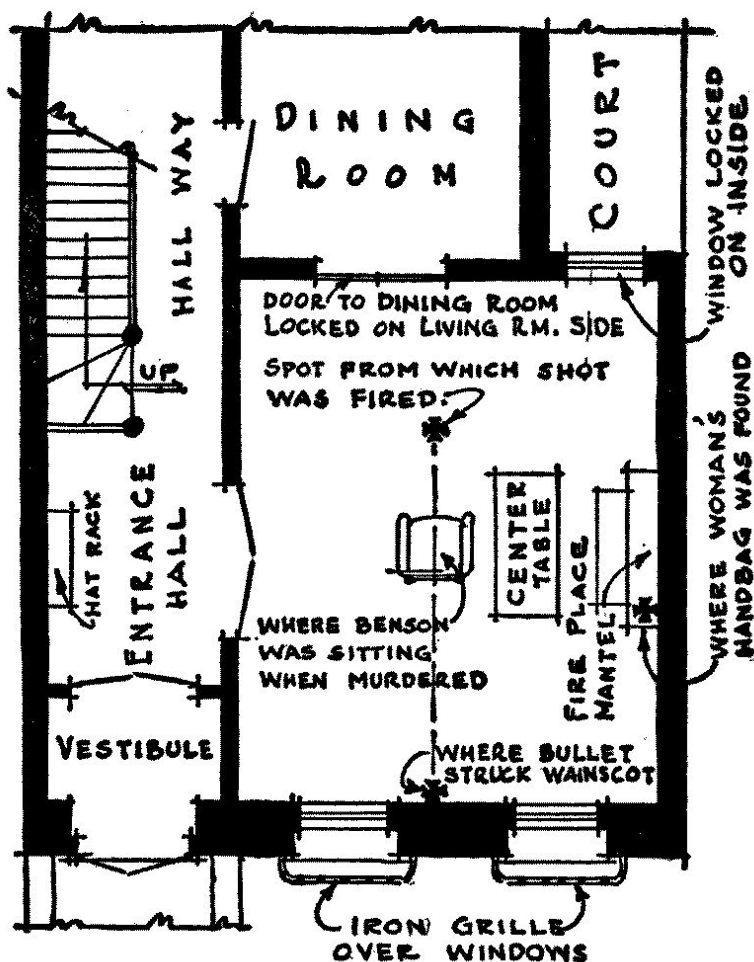 DINING
ROOM
COURT
HALL WAY
WINDOW LOCKED
ON INSIDE
DOOR TO DINING ROOM
LOCKED ON LIVING RM. SIDE
SPOT FROM WHICH SHOT
WAS FIRED.
UP
WHERE WOMAN'S
HANDBAG WAS FOUND
ENTRANCE
HALL
HAT RACK
CENTER
TABLE
FIRE PLACE
MANTEL
WHERE BENSON
WAS SITTING
WHEN MURDERED
VESTIBULE
WHERE BULLET
STRUCK WAINSCOT
IRON GRILLE
OVER WINDOWS